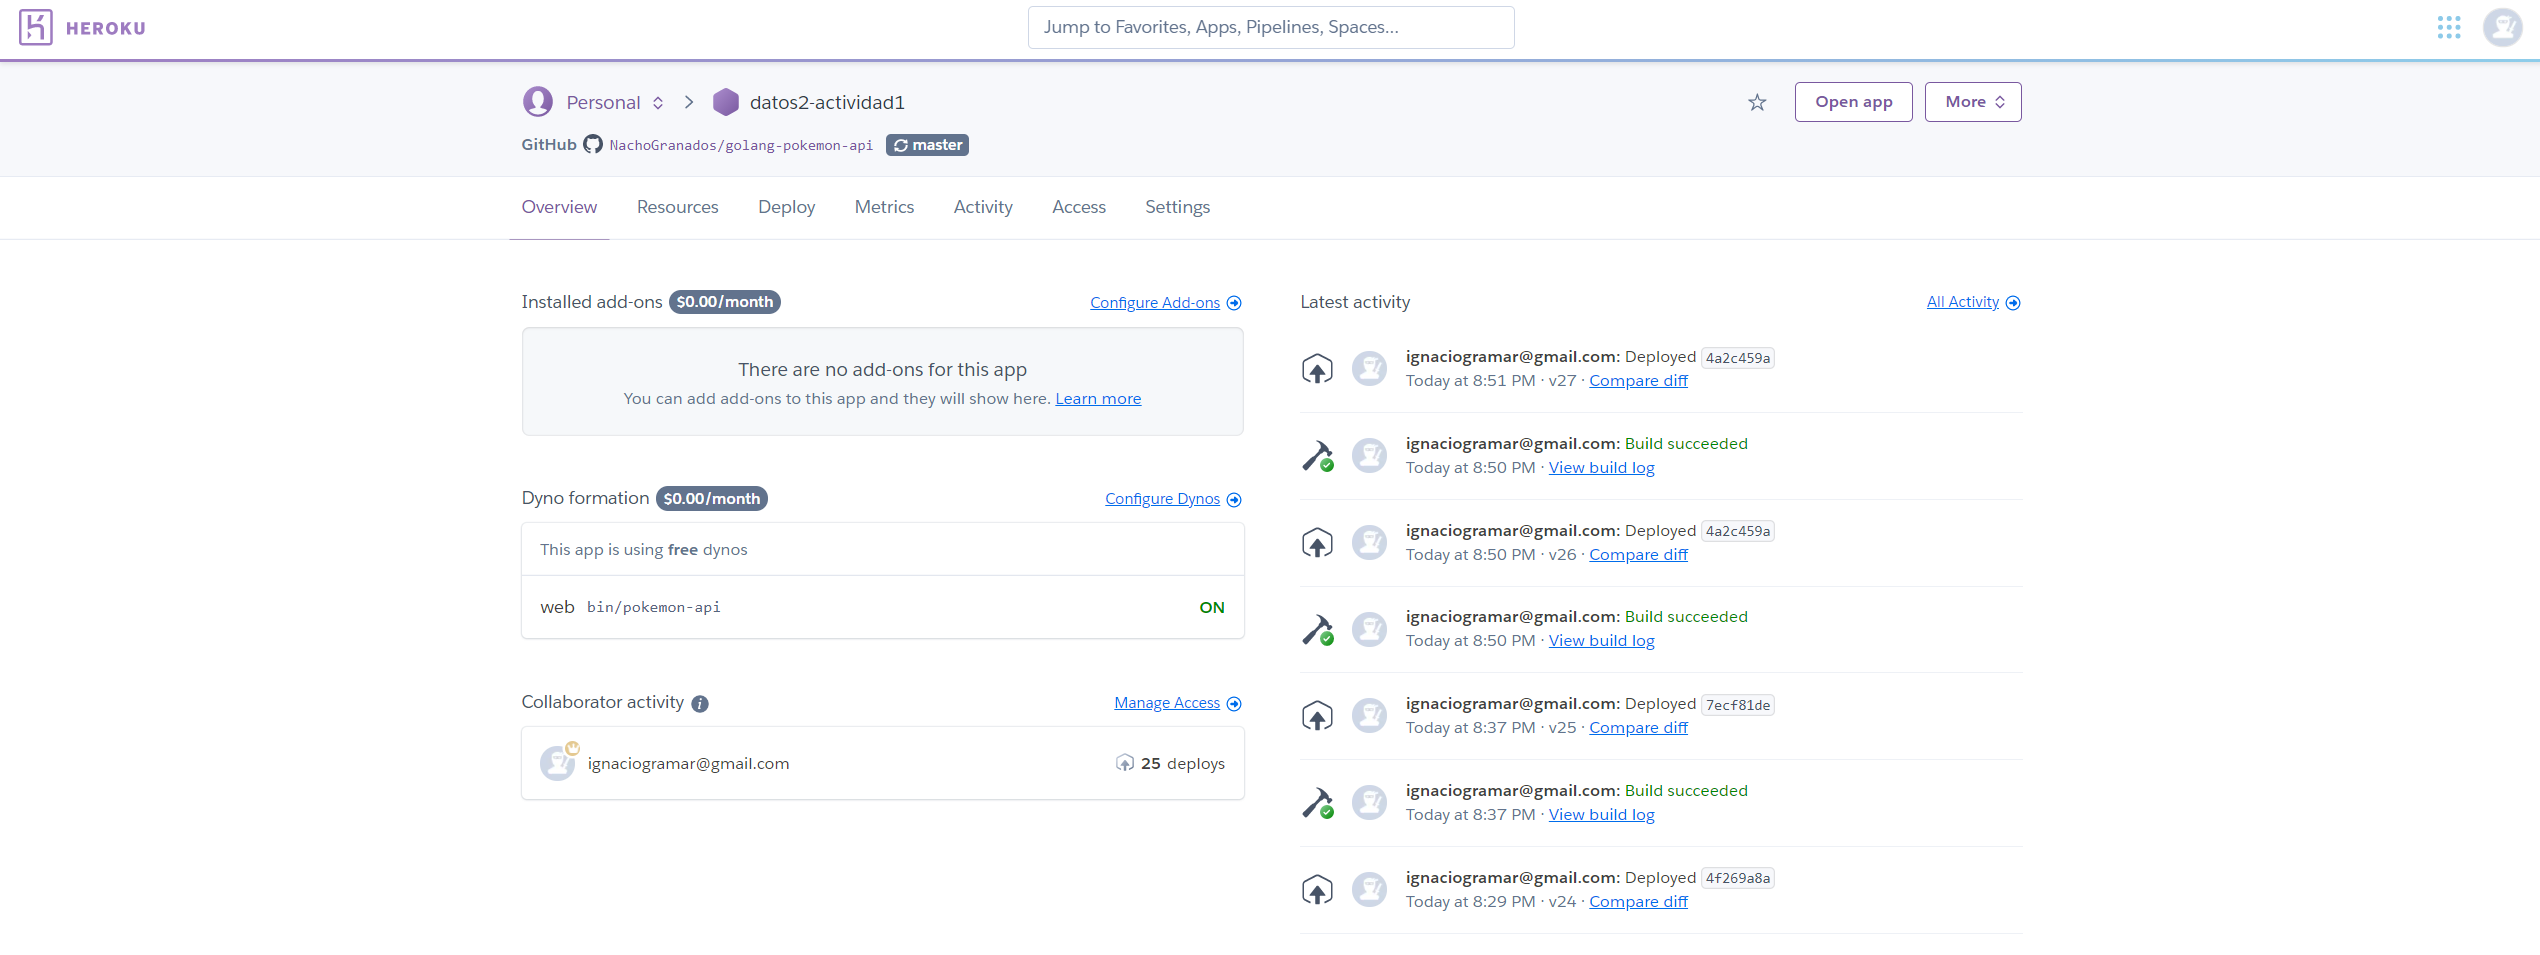 HEROKU
Jump to Favorites, Apps, Pipelines, Spaces...
Personal datos2-actividad1
Open app
More
GitHub NachoGranados/golang-pokemon-api master
Overview Resources Deploy Metrics Activity Access Settings
Installed add-ons $0.00/month
Configure Add-ons
There are no add-ons for this app
You can add add-ons to this app and they will show here. Learn more
Dyno formation $0.00/month
Configure Dynos
This app is using free dynos
web bin/pokemon-api ON
Collaborator activity
Manage Access
ignaciogramar@gmail.com 25 deploys
Latest activity
All Activity
ignaciogramar@gmail.com: Deployed 4a2c459a
Today at 8:51 PM · v27 · Compare diff
ignaciogramar@gmail.com: Build succeeded
Today at 8:50 PM · View build log
ignaciogramar@gmail.com: Deployed 4a2c459a
Today at 8:50 PM · v26 · Compare diff
ignaciogramar@gmail.com: Build succeeded
Today at 8:50 PM · View build log
ignaciogramar@gmail.com: Deployed 7ecf81de
Today at 8:37 PM · v25 · Compare diff
ignaciogramar@gmail.com: Build succeeded
Today at 8:37 PM · View build log
ignaciogramar@gmail.com: Deployed 4f269a8a
Today at 8:29 PM · v24 · Compare diff